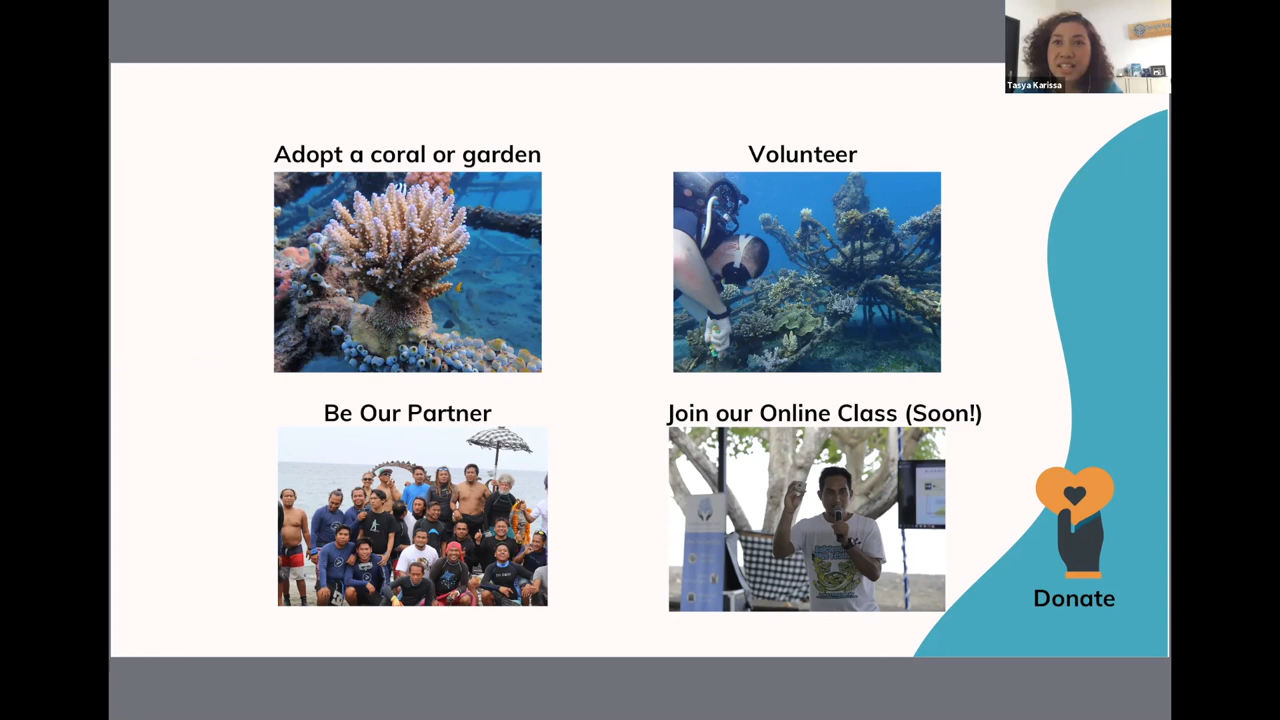 Tasya Karissa
Adopt a coral or garden
Volunteer
Be Our Partner
Join our Online Class (Soon!)
Donate